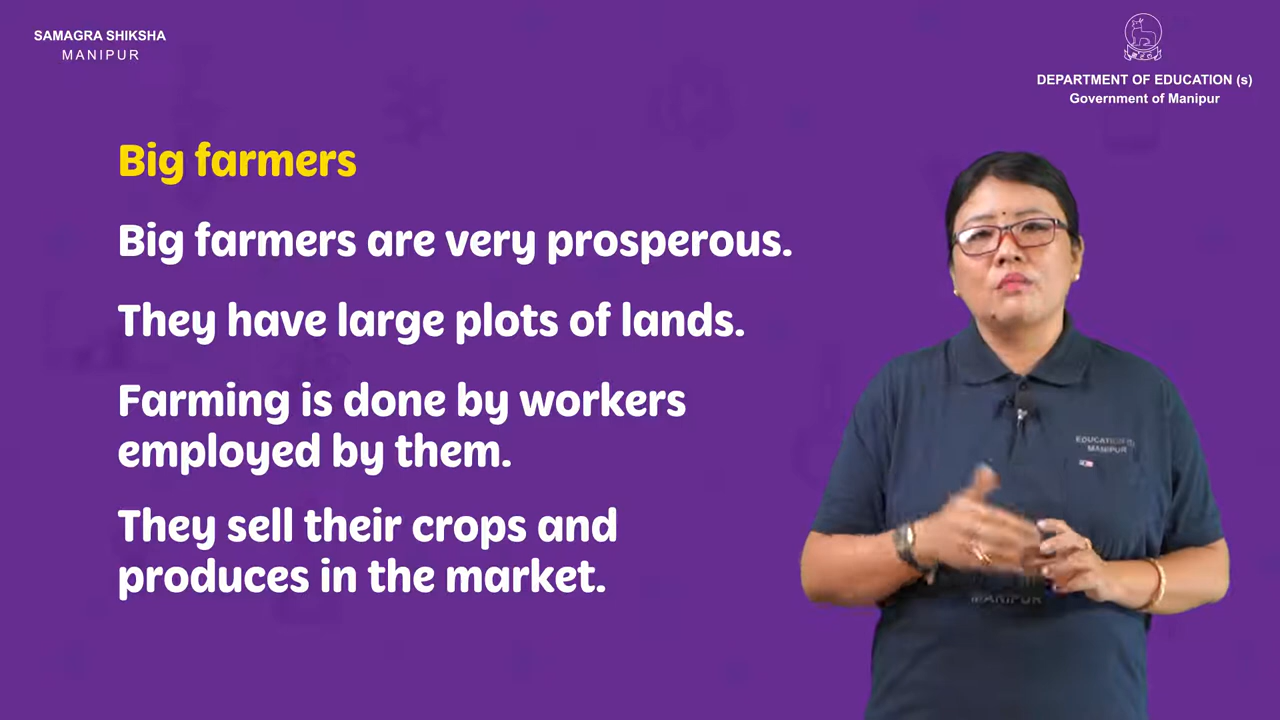 SAMAGRA SHIKSHA
MANIPUR
DEPARTMENT OF EDUCATION (s)
Government of Manipur
Big farmers
Big farmers are very prosperous.
They have large plots of lands.
Farming is done by workers
employed by them.
They sell their crops and
produces in the market.
MANIPUR
MANIPUR